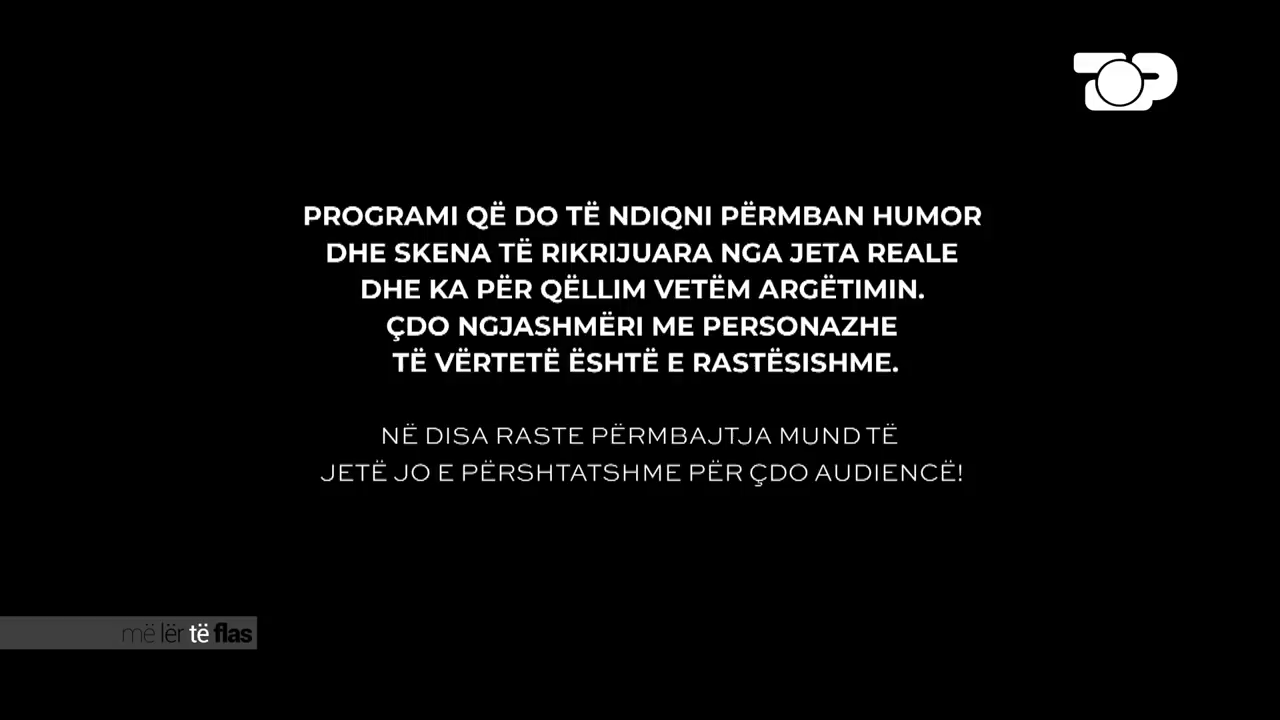 PROGRAMI QË DO TË NDIQNI PËRMBAN HUMOR
DHE SKENA TË RIKRIJUARA NGA JETA REALE
DHE KA PËR QËLLIM VETËM ARGËTIMIN.
ÇDO NGJASHMËRI ME PERSONAZHE
TË VËRTETË ËSHTË E RASTËSISHME.
NË DISA RASTE PËRMBAJTJA MUND TË
JETË JO E PËRSHTATSHME PËR ÇDO AUDIENCË!
më lër të flas